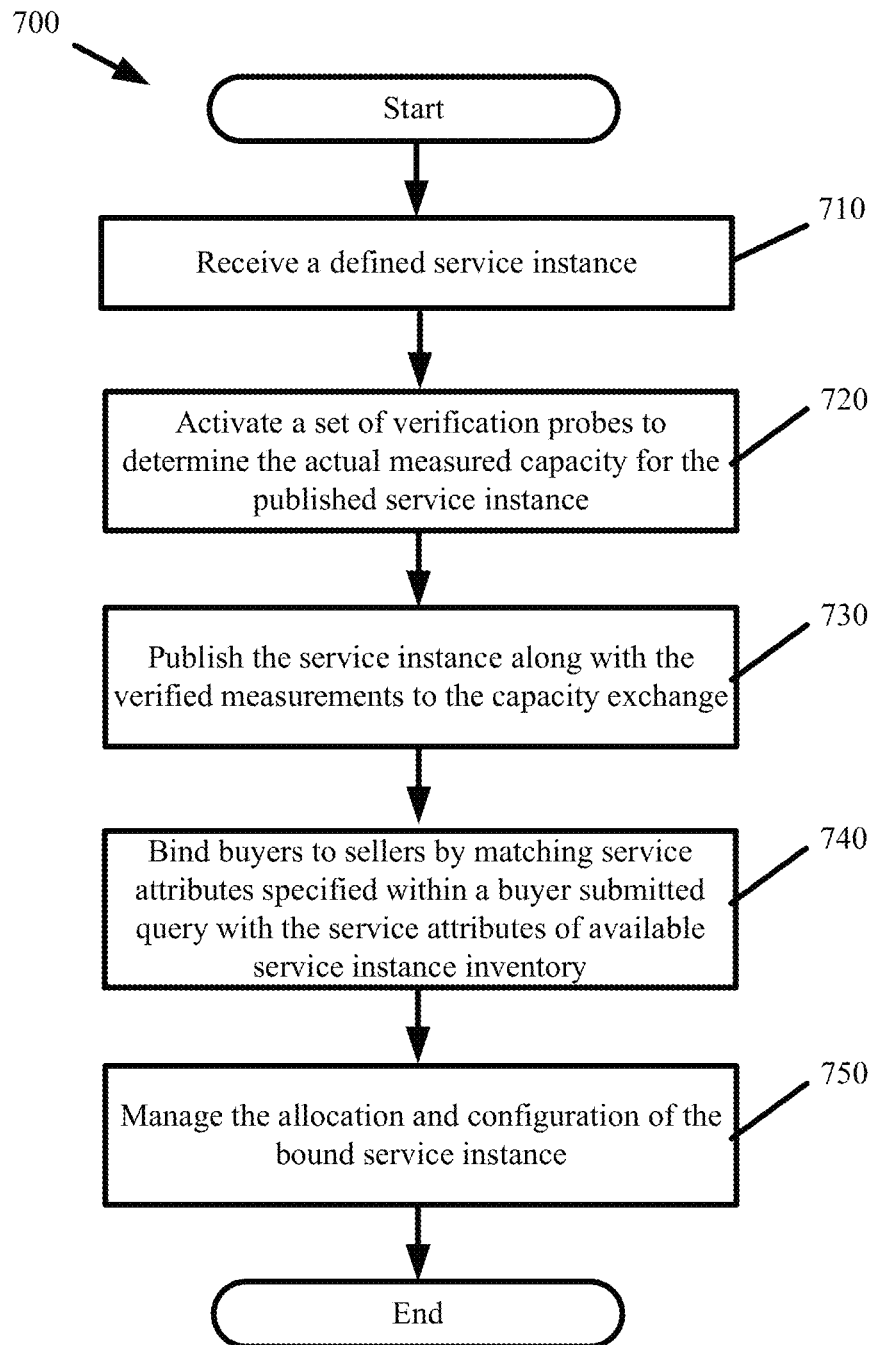 700
Start
710
Receive a defined service instance
720
Activate a set of verification probes to
determine the actual measured capacity for the
published service instance
730
Publish the service instance along with the
verified measurements to the capacity exchange
740
Bind buyers to sellers by matching service
attributes specified within a buyer submitted
query with the service attributes of available
service instance inventory
750
Manage the allocation and configuration of the
bound service instance
End